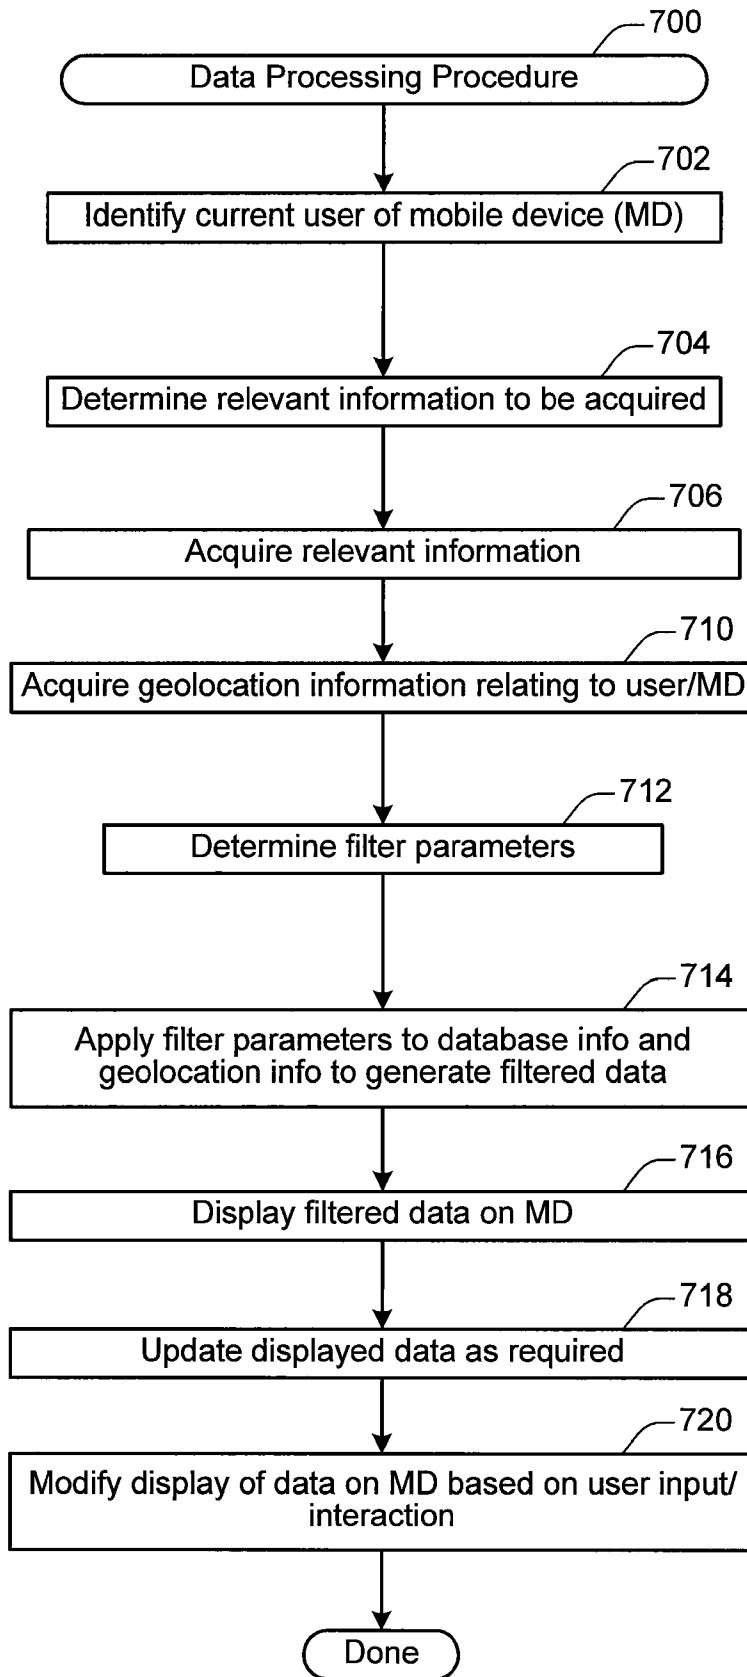 700
Data Processing Procedure
702
Identify current user of mobile device (MD)
704
Determine relevant information to be acquired
706
Acquire relevant information
710
Acquire geolocation information relating to user/MD
712
Determine filter parameters
714
Apply filter parameters to database info and
geolocation info to generate filtered data
716
Display filtered data on MD
718
Update displayed data as required
720
Modify display of data on MD based on user input/
interaction
Done